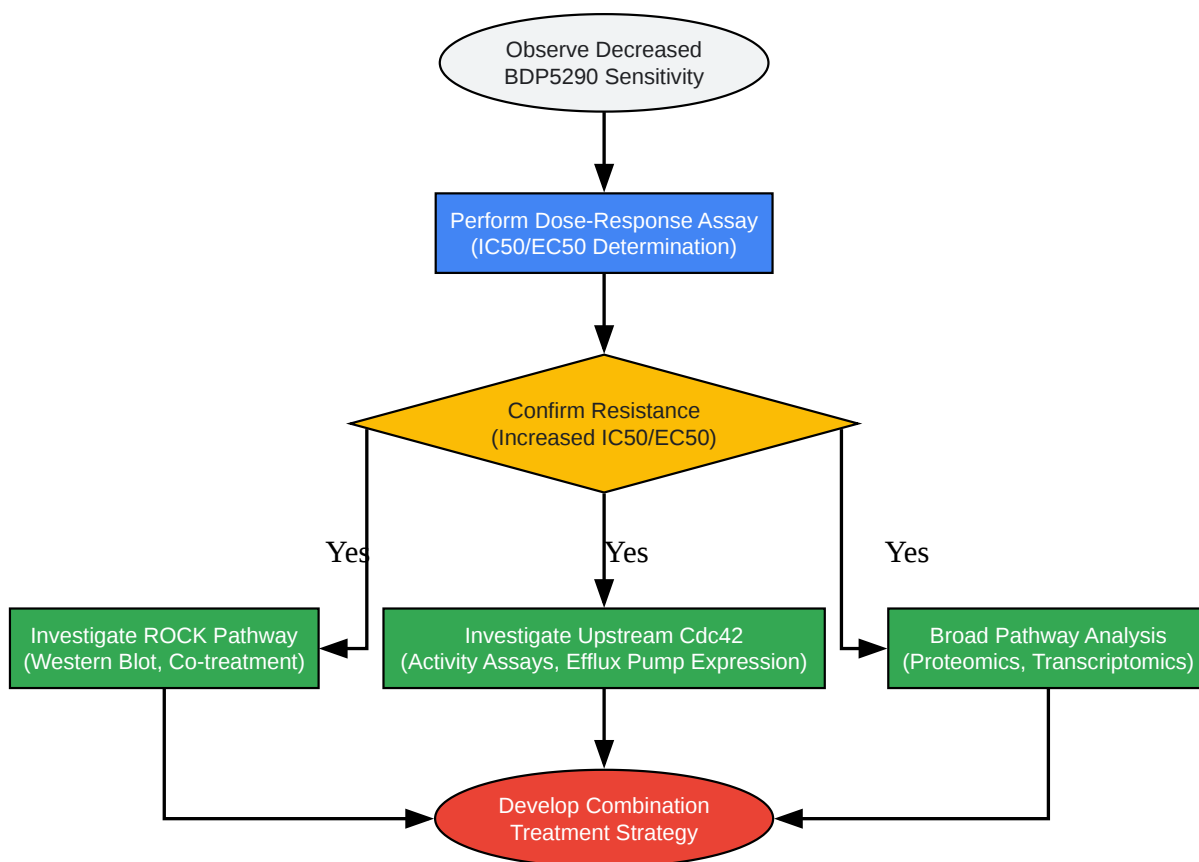 Observe Decreased
BDP5290 Sensitivity
Perform Dose-Response Assay
(IC50/EC50 Determination)
Confirm Resistance
(Increased IC50/EC50)
Yes
Yes
Yes
Investigate ROCK Pathway
(Western Blot, Co-treatment)
Investigate Upstream Cdc42
(Activity Assays, Efflux Pump Expression)
Broad Pathway Analysis
(Proteomics, Transcriptomics)
Develop Combination
Treatment Strategy